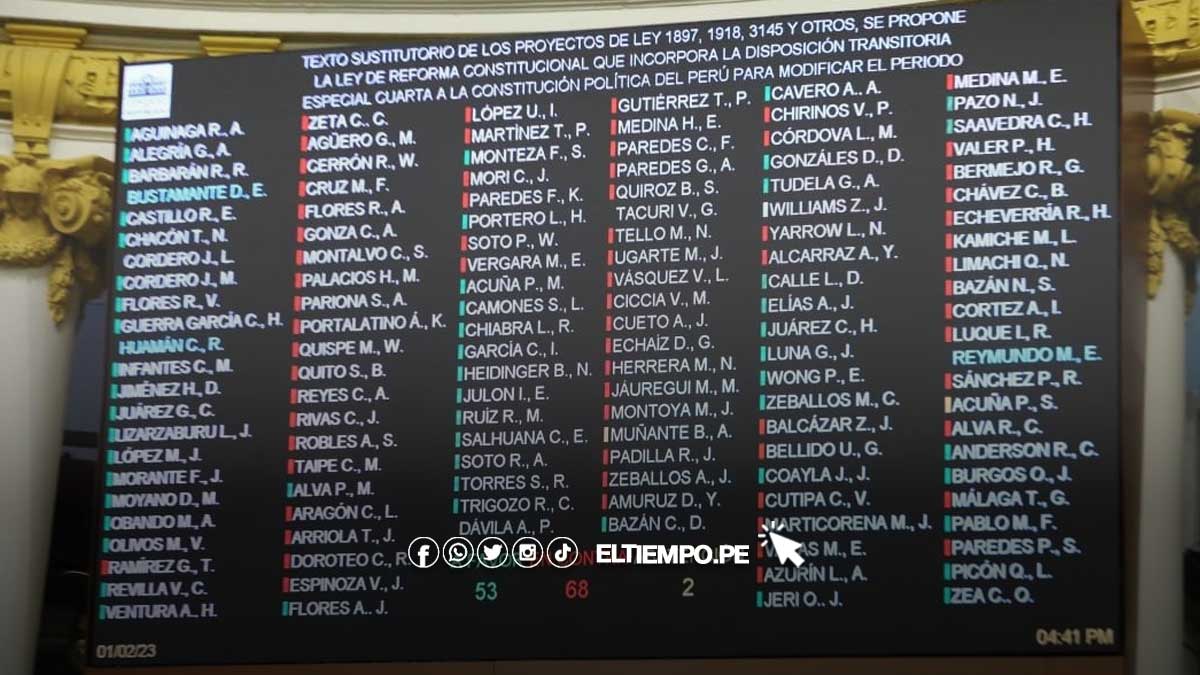 TEXTO SUSTITUTORIO DE LOS PROYECTOS DE LEY 1897, 1918, 3145 Y OTROS, SE PROPONE
LA LEY DE REFORMA CONSTITUCIONAL QUE INCORPORA LA DISPOSICIÓN TRANSITORIA
ESPECIAL CUARTA A LA CONSTITUCIÓN POLÍTICA DEL PERÚ PARA MODIFICAR EL PERIODO
AGUINAGA R., A.
ALEGRÍA G., A.
BARBARÁN R., R.
BUSTAMANTE D., E.
CASTILLO R., E.
CHACÓN T., N.
CORDERO J., L.
CORDERO J., M.
FLORES R., V.
GUERRA GARCÍA C., H.
HUAMÁN C., R.
INFANTES C., M.
JIMÉNEZ H., D.
JUÁREZ G., C.
LIZARZABURU L., J.
LÓPEZ M., J.
MORANTE F., J.
MOYANO D., M.
OBANDO M., A.
OLIVOS M., V.
RAMÍREZ G., T.
REVILLA V., C.
VENTURA A., H.
ZETA C., C.
AGÜERO G., M.
CERRÓN R., W.
CRUZ M., F.
FLORES R., A.
GONZA C., A.
MONTALVO C., S.
PALACIOS H., M.
PARIONA S., A.
PORTALATINO Á., K.
QUISPE M., W.
QUITO S., B.
REYES C., A.
RIVAS C., J.
ROBLES A., S.
TAIPE C., M.
ALVA P., M.
ARAGÓN C., L.
ARRIOLA T., J.
DOROTEO C., R
ESPINOZA V., J.
FLORES A.. J.
LÓPEZ U., I.
MARTÍNEZ T., P.
MONTEZA F., S.
MORI C., J.
PAREDES F., K.
PORTERO L., H.
SOTO P., W.
VERGARA M., E.
ACUÑA P., M.
CAMONES S., L.
CHIABRA L., R.
GARCÍA C., I.
HEIDINGER B., N.
JULON I., E.
RUÍZ R., M.
SALHUANA C., E.
SOTO R., A.
TORRES S., R.
TRIGOZO R., C.
DÁVILA A., P.
53
GUTIÉRREZ T., P.
MEDINA H., E.
PAREDES C., F.
PAREDES G., A.
QUIROZ B., S.
TACURI V., G.
TELLO M., N.
UGARTE M., J.
VÁSQUEZ V., L.
CICCIA V., M.
CUETO A., J.
ECHAÍZ D., G.
HERRERA M., N.
JÁUREGUI M., M.
MONTOYA M., J.
MUÑANTE B., A.
PADILLA R., J.
ZEBALLOS A., J.
AMURUZ D., Y.
BAZÁN C., D.
68
2
CAVERO A.. A.
CHIRINOS V., P.
CÓRDOVA L., M.
GONZÁLES D., D.
TUDELA G., A.
WILLIAMS Z., J.
YARROW L., N.
ALCARRAZ A., Y.
CALLE L., D.
ELÍAS A., J.
JUÁREZ C., H.
LUNA G., J.
WONG P., E.
ZEBALLOS M., C.
BALCÁZAR Z., J.
BELLIDO U., G.
COAYLA J., J.
CUTIPA C., V.
MARTICORENA M., J.
M., E.
AZURÍN L., A.
JERI O.. J.
MEDINA M., E.
PAZO N., J.
SAAVEDRA C., H.
VALER P., H.
BERMEJO R., G.
CHÁVEZ C., B.
ECHEVERRÍA R., H.
KAMICHE M., L.
LIMACHI Q., N.
BAZÁN N., S.
CORTEZ A., I.
LUQUE I., R.
REYMUNDO M., E.
SÁNCHEZ P., R.
ACUÑA P., S.
ALVA R., C.
ANDERSON R., C.
BURGOS O., J.
MÁLAGA T., G.
PABLO M., F.
PAREDES P., S.
PICÓN Q., L.
ZEA C., O.
ELTIEMPO.PE
01/02/23
04:41 PM